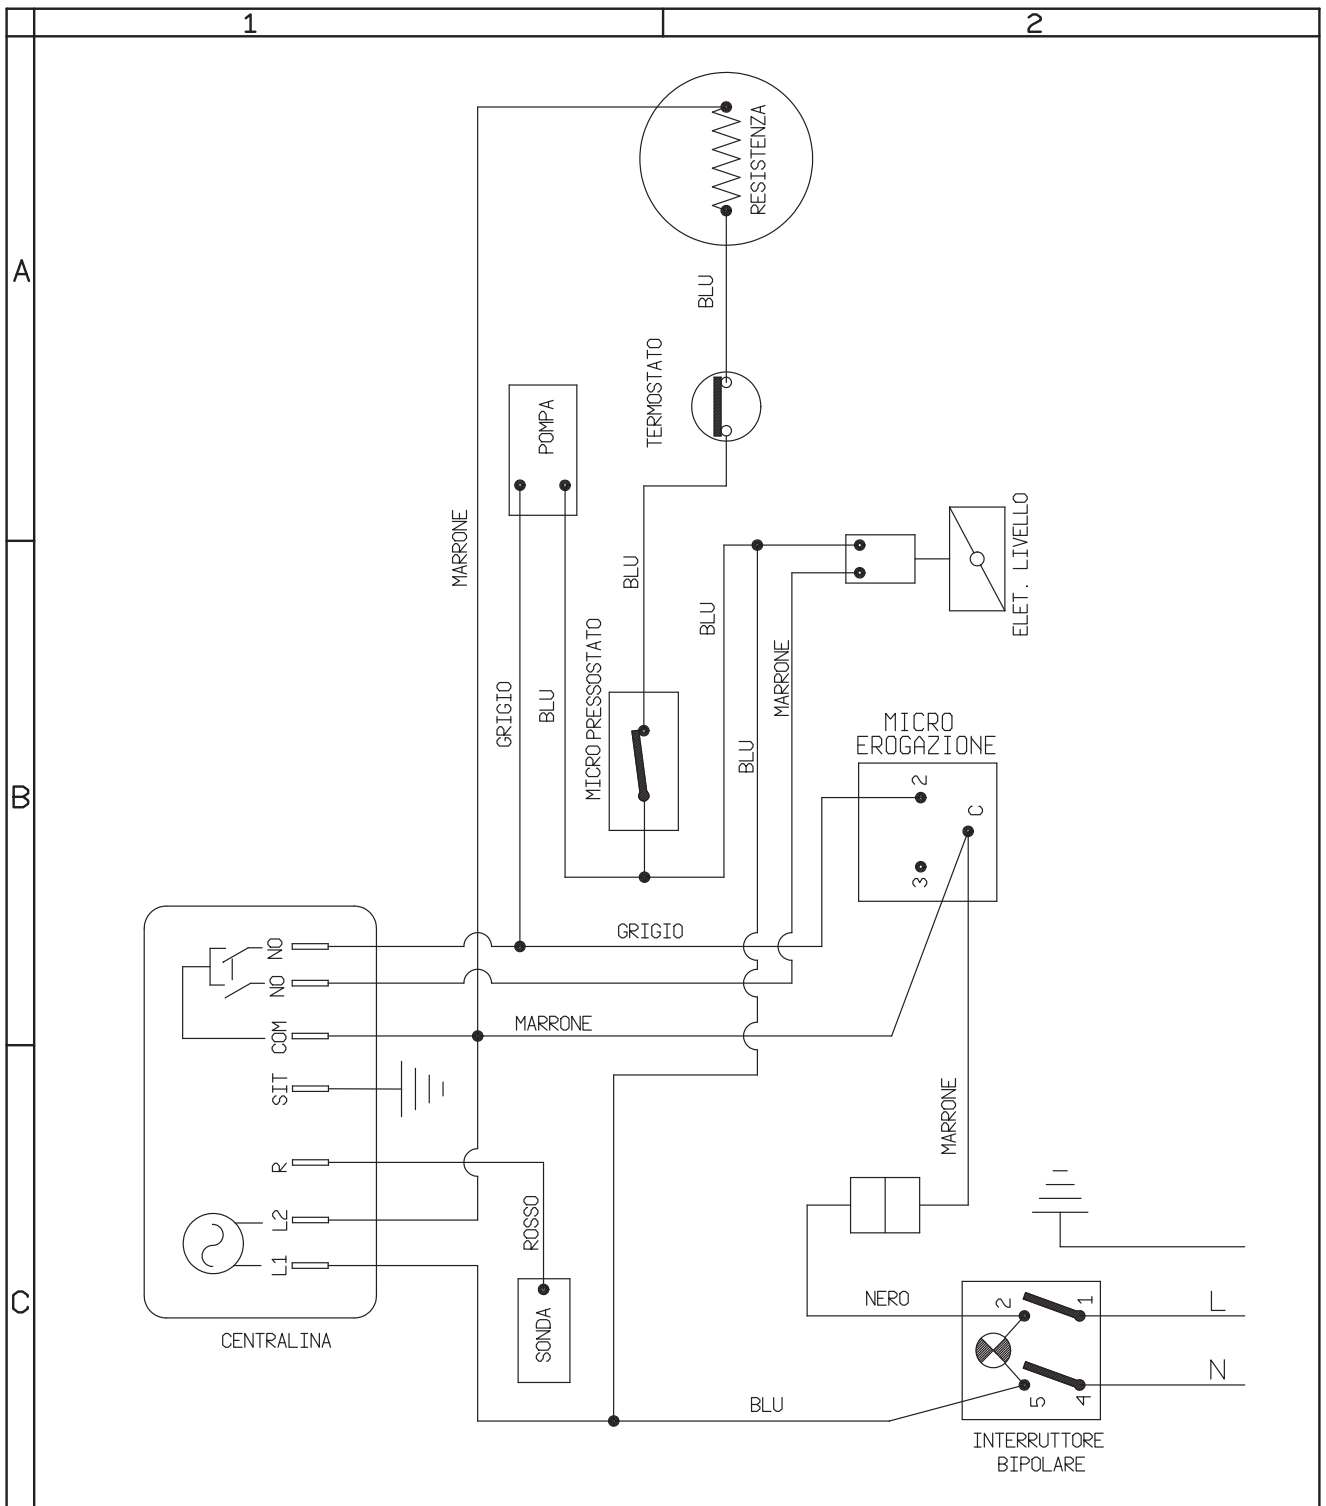 1
2
RESISTENZA
A
BLU
TERMOSTATO
POMPA
MARRONE
ELET. LIVELLO
BLU
BLU
MICRO PRESSOSTATO
MARRONE
GRIGIO
BLU
MICRO
EROGAZIONE
BLU
2
B
C
3
GRIGIO
NO
NO
MARRONE
COM
SIT
MARRONE
R
ROSSO
L2
L1
NERO
2
1
L
C
SONDA
CENTRALINA
N
BLU
5
4
INTERRUTTORE
BIPOLARE